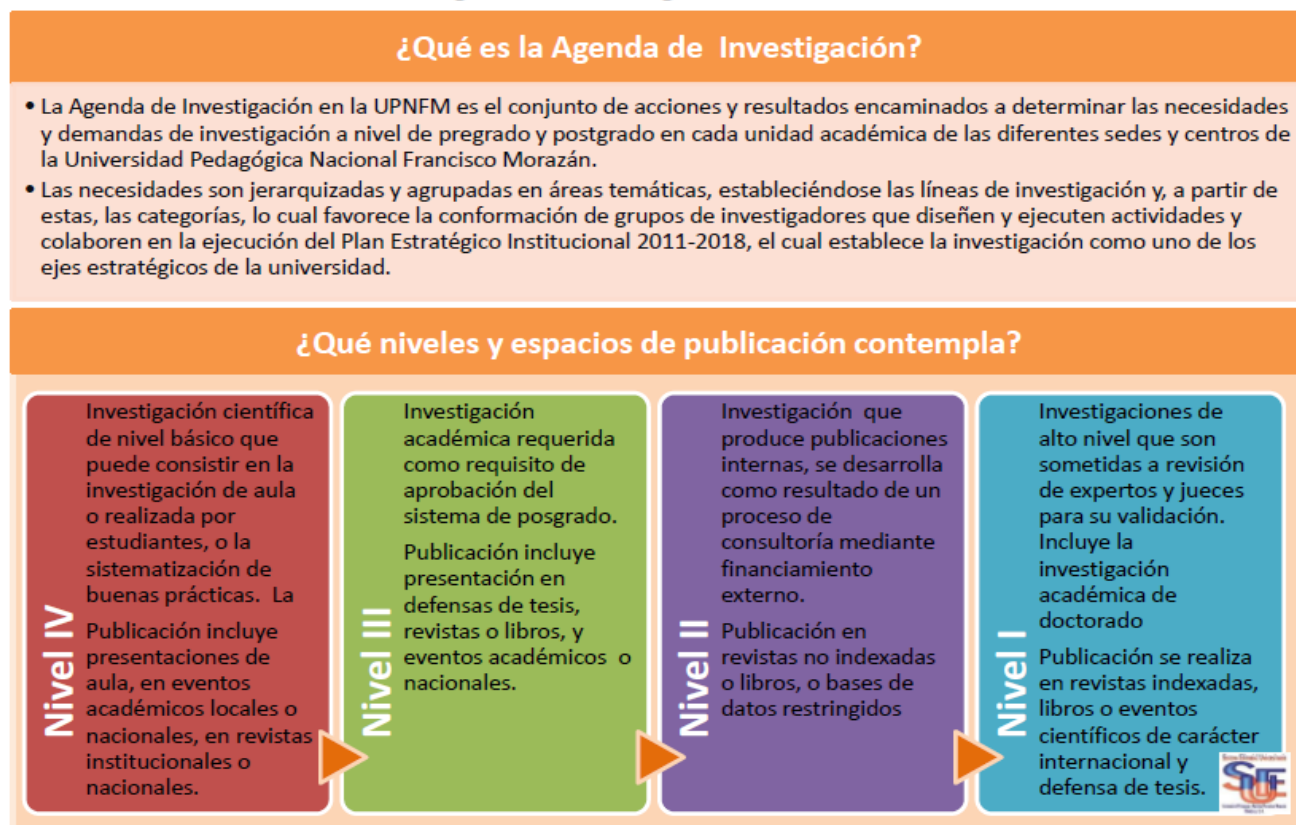 ¿Qué es la Agenda de Investigación?
• La Agenda de Investigación en la UPNFM es el conjunto de acciones y resultados encaminados a determinar las necesidades
y demandas de investigación a nivel de pregrado y postgrado en cada unidad académica de las diferentes sedes y centros de
la Universidad Pedagógica Nacional Francisco Morazán.
• Las necesidades son jerarquizadas y agrupadas en áreas temáticas, estableciéndose las líneas de investigación y, a partir de
estas, las categorías, lo cual favorece la conformación de grupos de investigadores que diseñen y ejecuten actividades y
colaboren en la ejecución del Plan Estratégico Institucional 2011-2018, el cual establece la investigación como uno de los
ejes estratégicos de la universidad.
¿Qué niveles y espacios de publicación contempla?
Nivel IV
Investigación científica
de nivel básico que
puede consistir en la
investigación de aula
o realizada por
estudiantes, o la
sistematización de
buenas prácticas. La
Publicación incluye
presentaciones de
aula, en eventos
académicos locales o
nacionales, en revistas
institucionales o
nacionales.
Nivel III
Investigación
académica requerida
como requisito de
aprobación del
sistema de posgrado.
Publicación incluye
presentación en
defensas de tesis,
revistas o libros, y
eventos académicos o
nacionales.
Nivel II
Investigación que
produce publicaciones
internas, se desarrolla
como resultado de un
proceso de
consultoría mediante
financiamiento
externo.
Publicación en
revistas no indexadas
o libros, o bases de
datos restringidos
Nivel I
Investigaciones de
alto nivel que son
sometidas a revisión
de expertos y jueces
para su validación.
Incluye la
investigación
académica de
doctorado
Publicación se realiza
en revistas indexadas,
libros o eventos
científicos de carácter
internacional y
defensa de tesis.